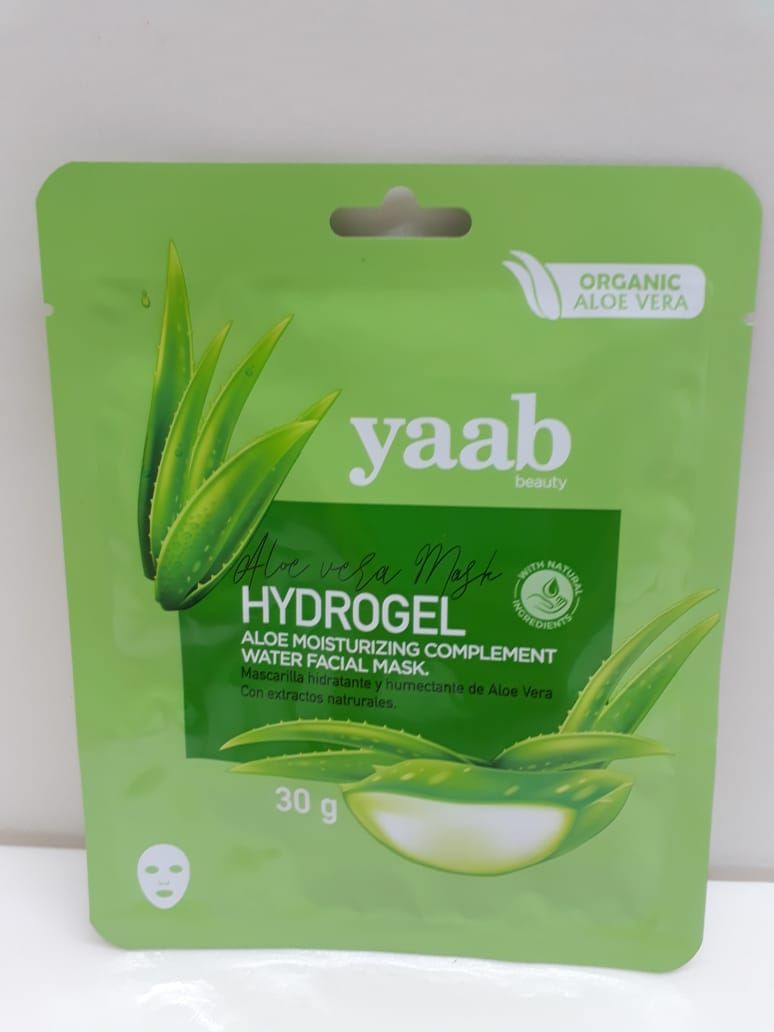 ORGANIC
ALOE VERA
yaab
beauty
Aloe vera Mask
WITH NATURAL
INGREDIENTS
HYDROGEL
ALOE MOISTURIZING COMPLEMENT
WATER FACIAL MASK.
Mascarilla hidratante y humectante de Aloe Vera
Con extractos natrurales.
30 g